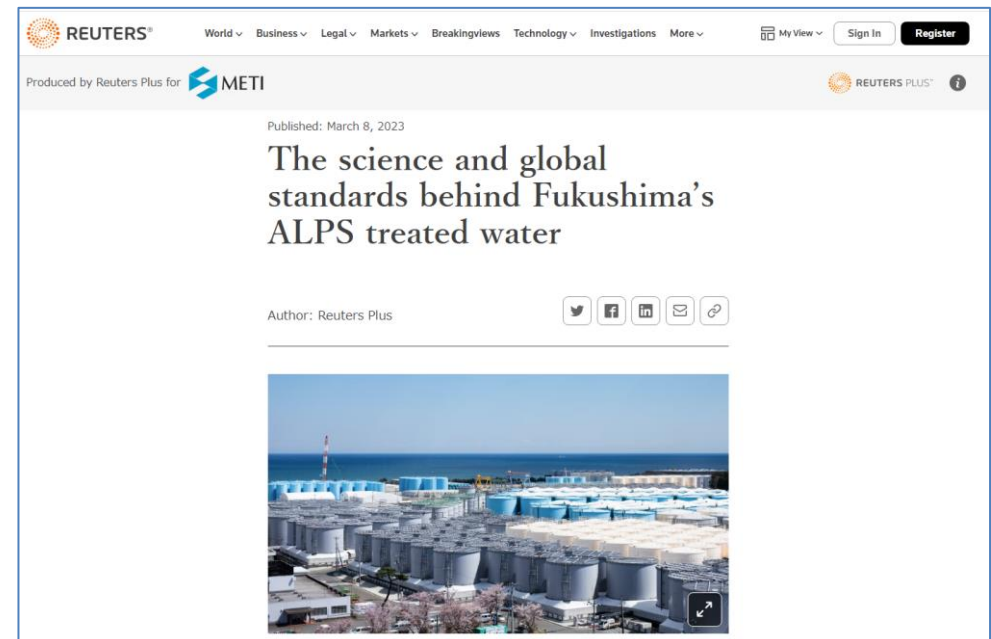 REUTERS®
World Business Legal Markets Breakingviews Technology Investigations More
My View
Sign In
Register
Produced by Reuters Plus for METI
REUTERS PLUS™
Published: March 8, 2023
The science and global
standards behind Fukushima's
ALPS treated water
Author: Reuters Plus